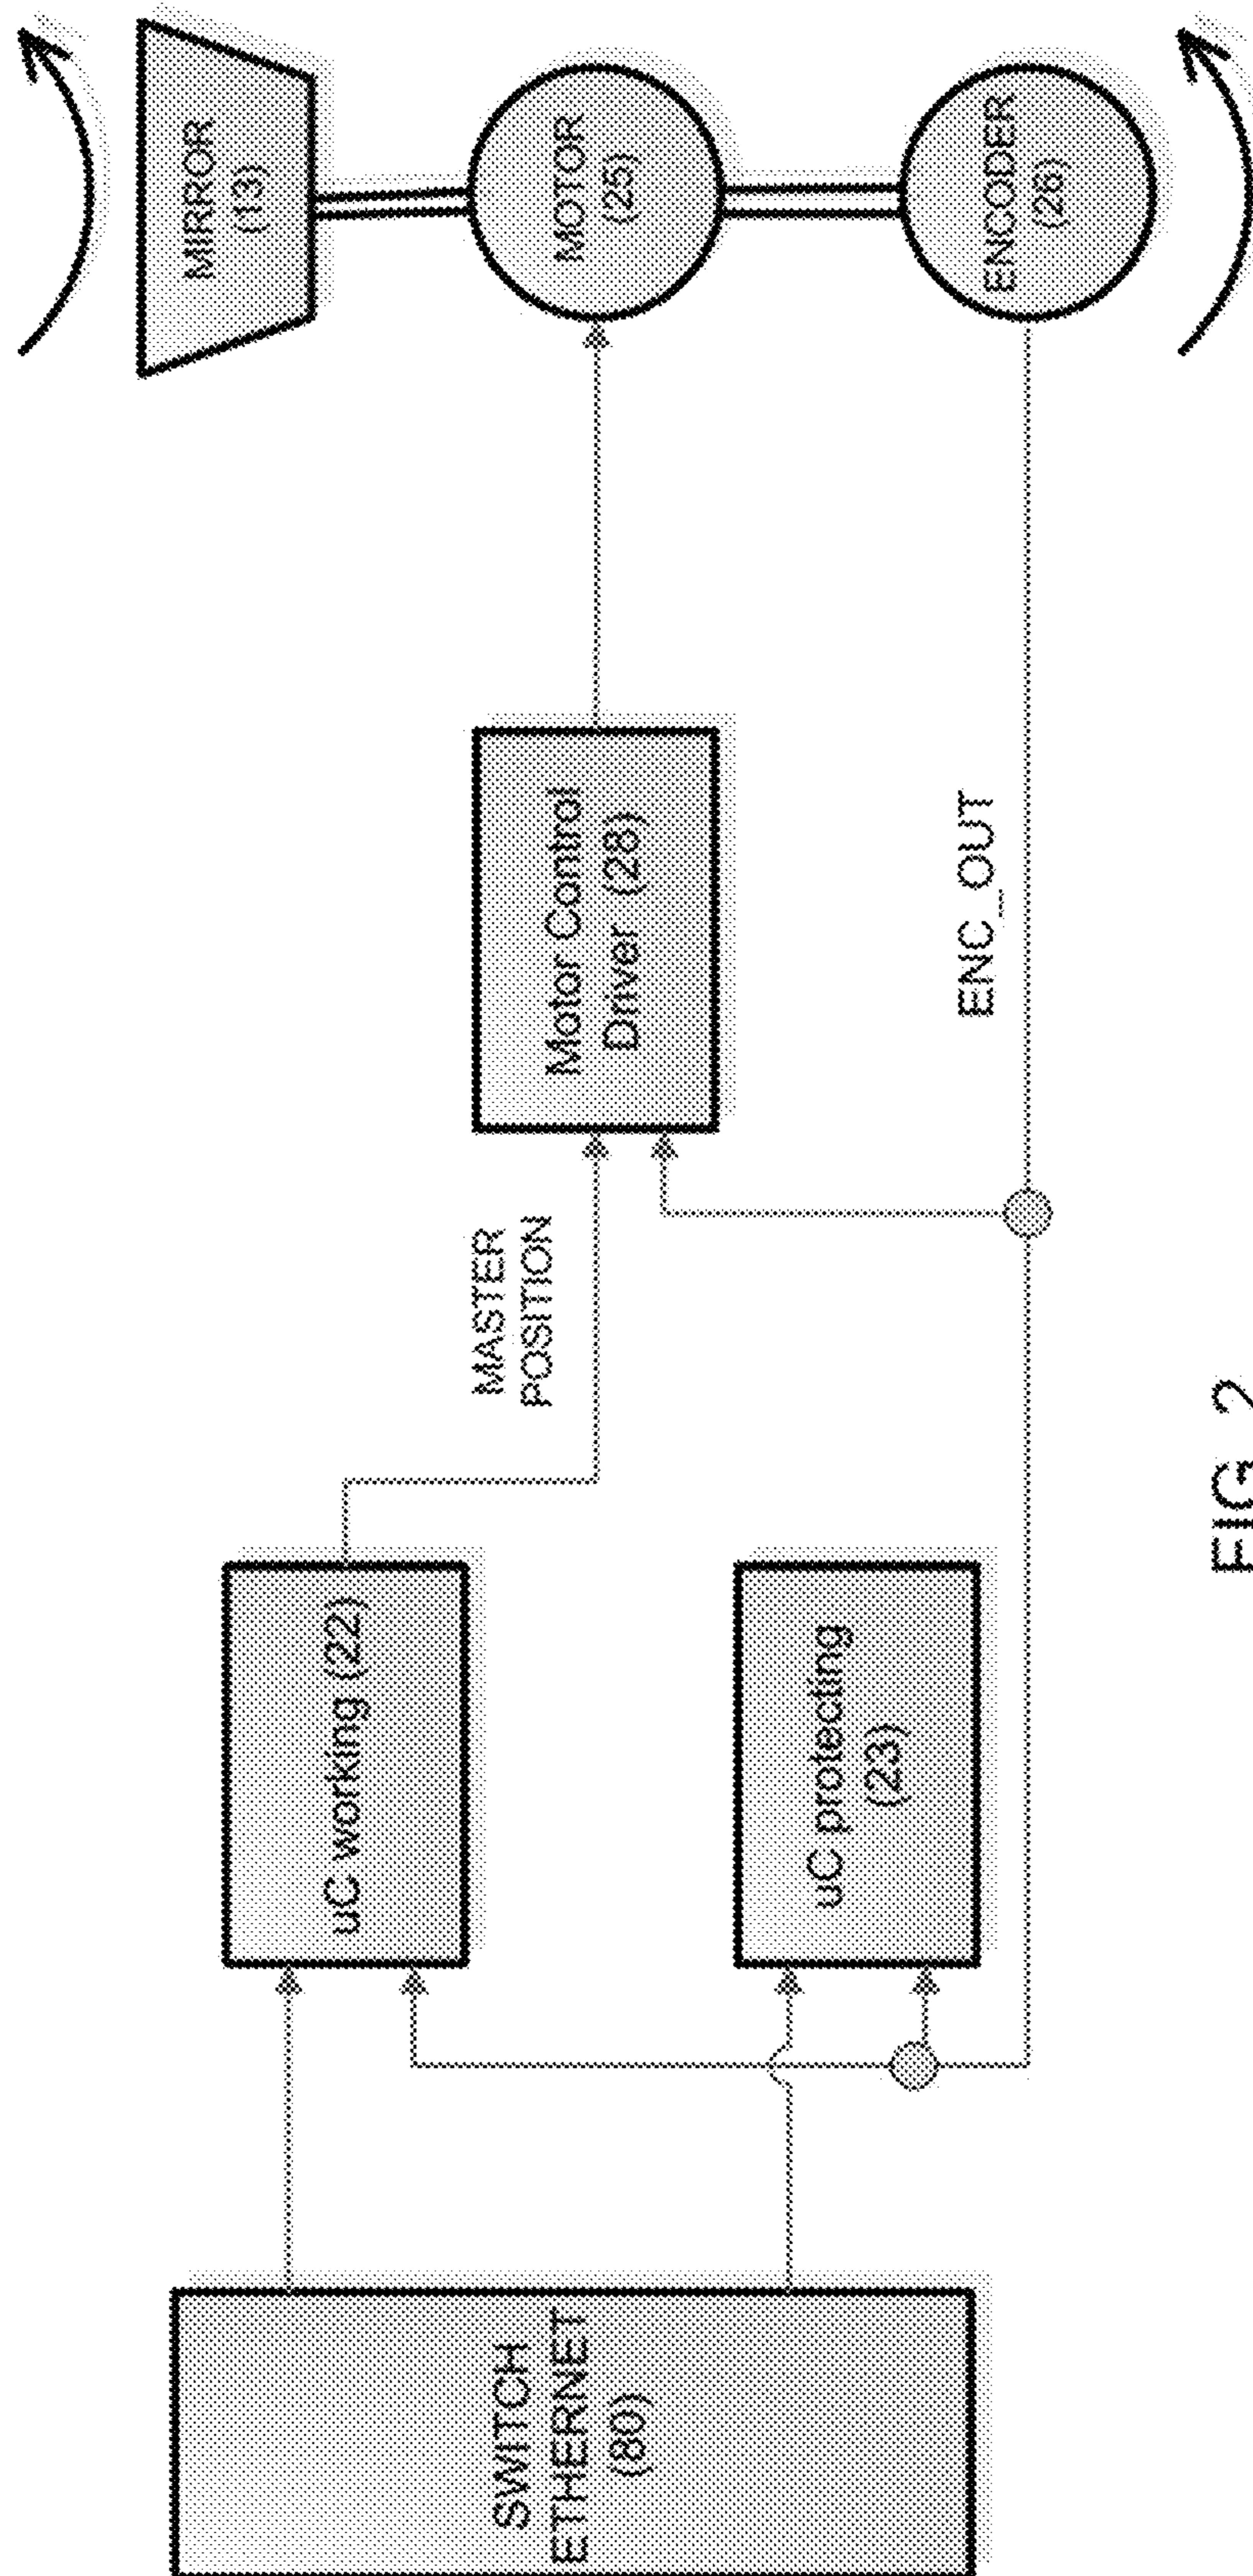 MIRROR
(13)
MOTOR
(25)
ENCODER
(26)
Motor Control
Driver (28)
ENC_OUT
MASTER
POSITION
uC working (22)
uC protecting
(23)
SWITCH
ETHERNET
(80)
FIG 2